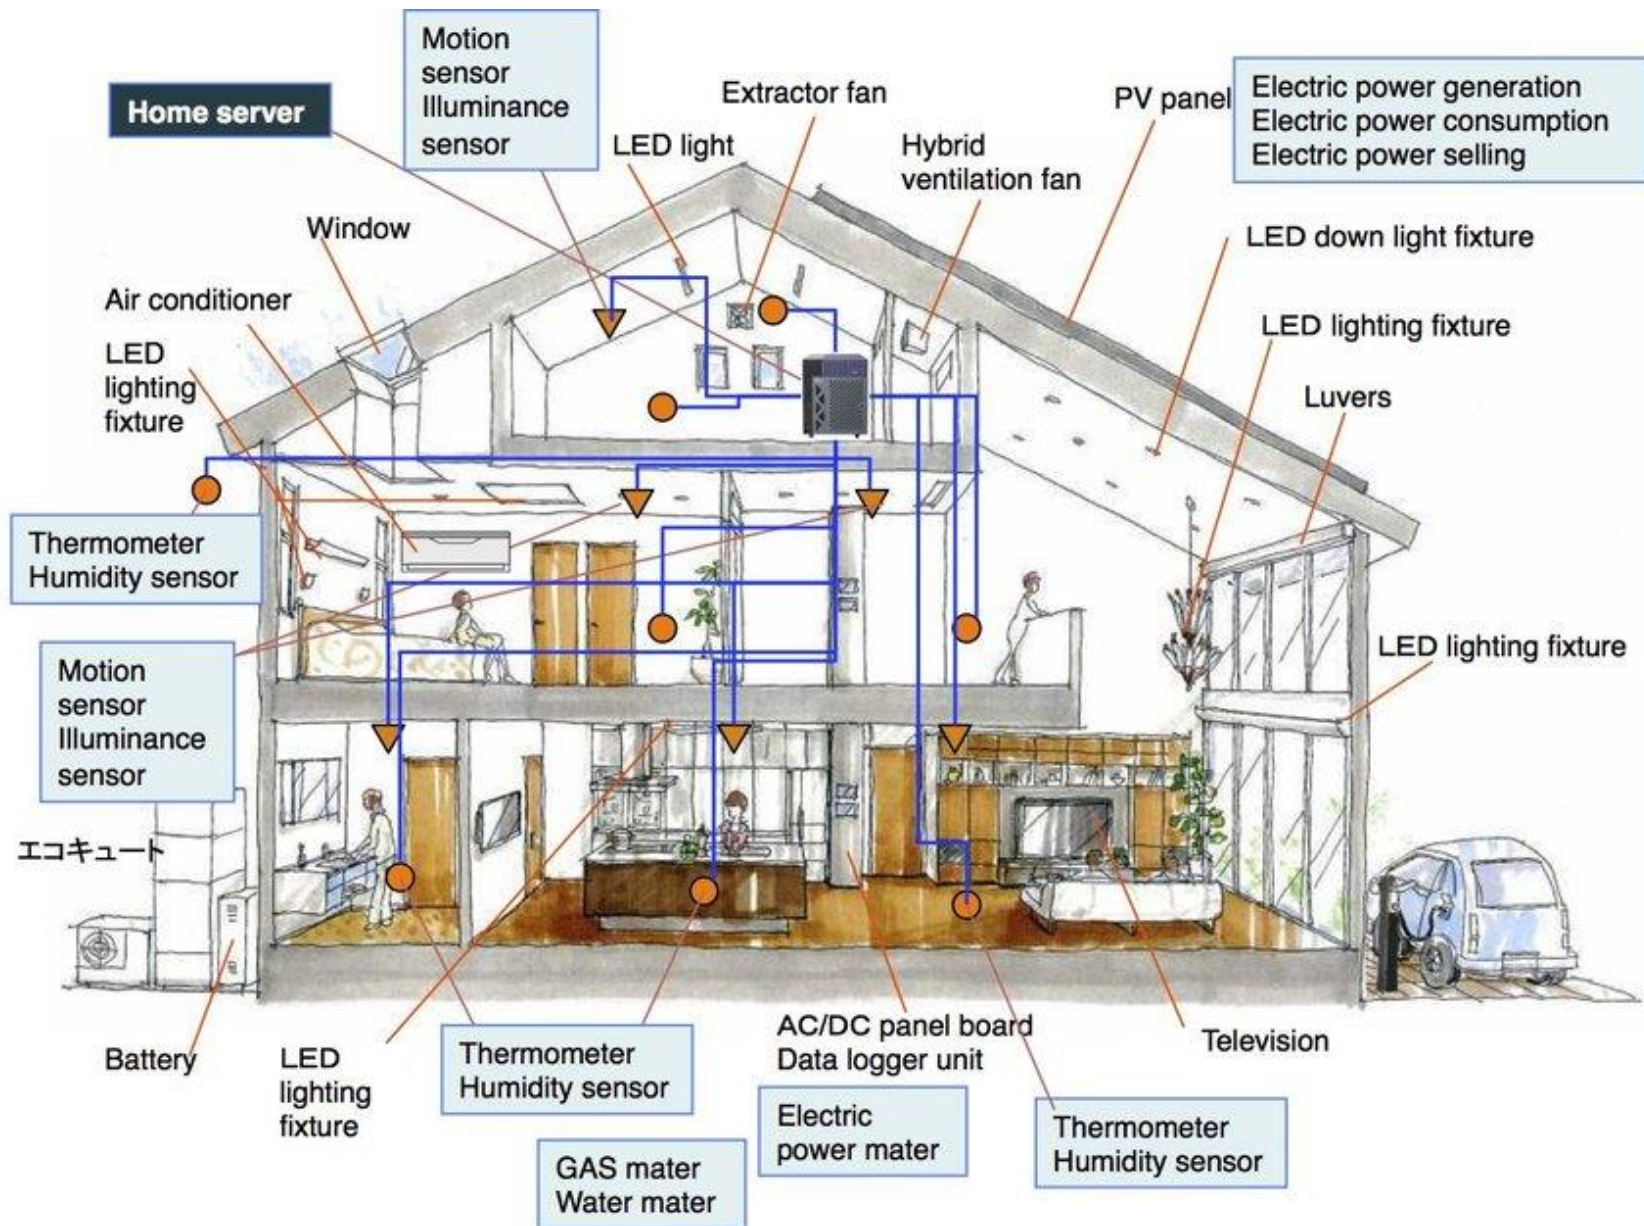 Motion
sensor
Illuminance
sensor
Home server
Extractor fan
LED light
Hybrid
ventilation fan
PV panel
Electric power generation
Electric power consumption
Electric power selling
Window
LED down light fixture
Air conditioner
LED
lighting
fixture
LED lighting fixture
Luvers
Thermometer
Humidity sensor
Motion
sensor
Illuminance
sensor
LED lighting fixture
エコキュート
Battery
LED
lighting
fixture
Thermometer
Humidity sensor
GAS mater
Water mater
AC/DC panel board
Data logger unit
Electric
power mater
Television
Thermometer
Humidity sensor